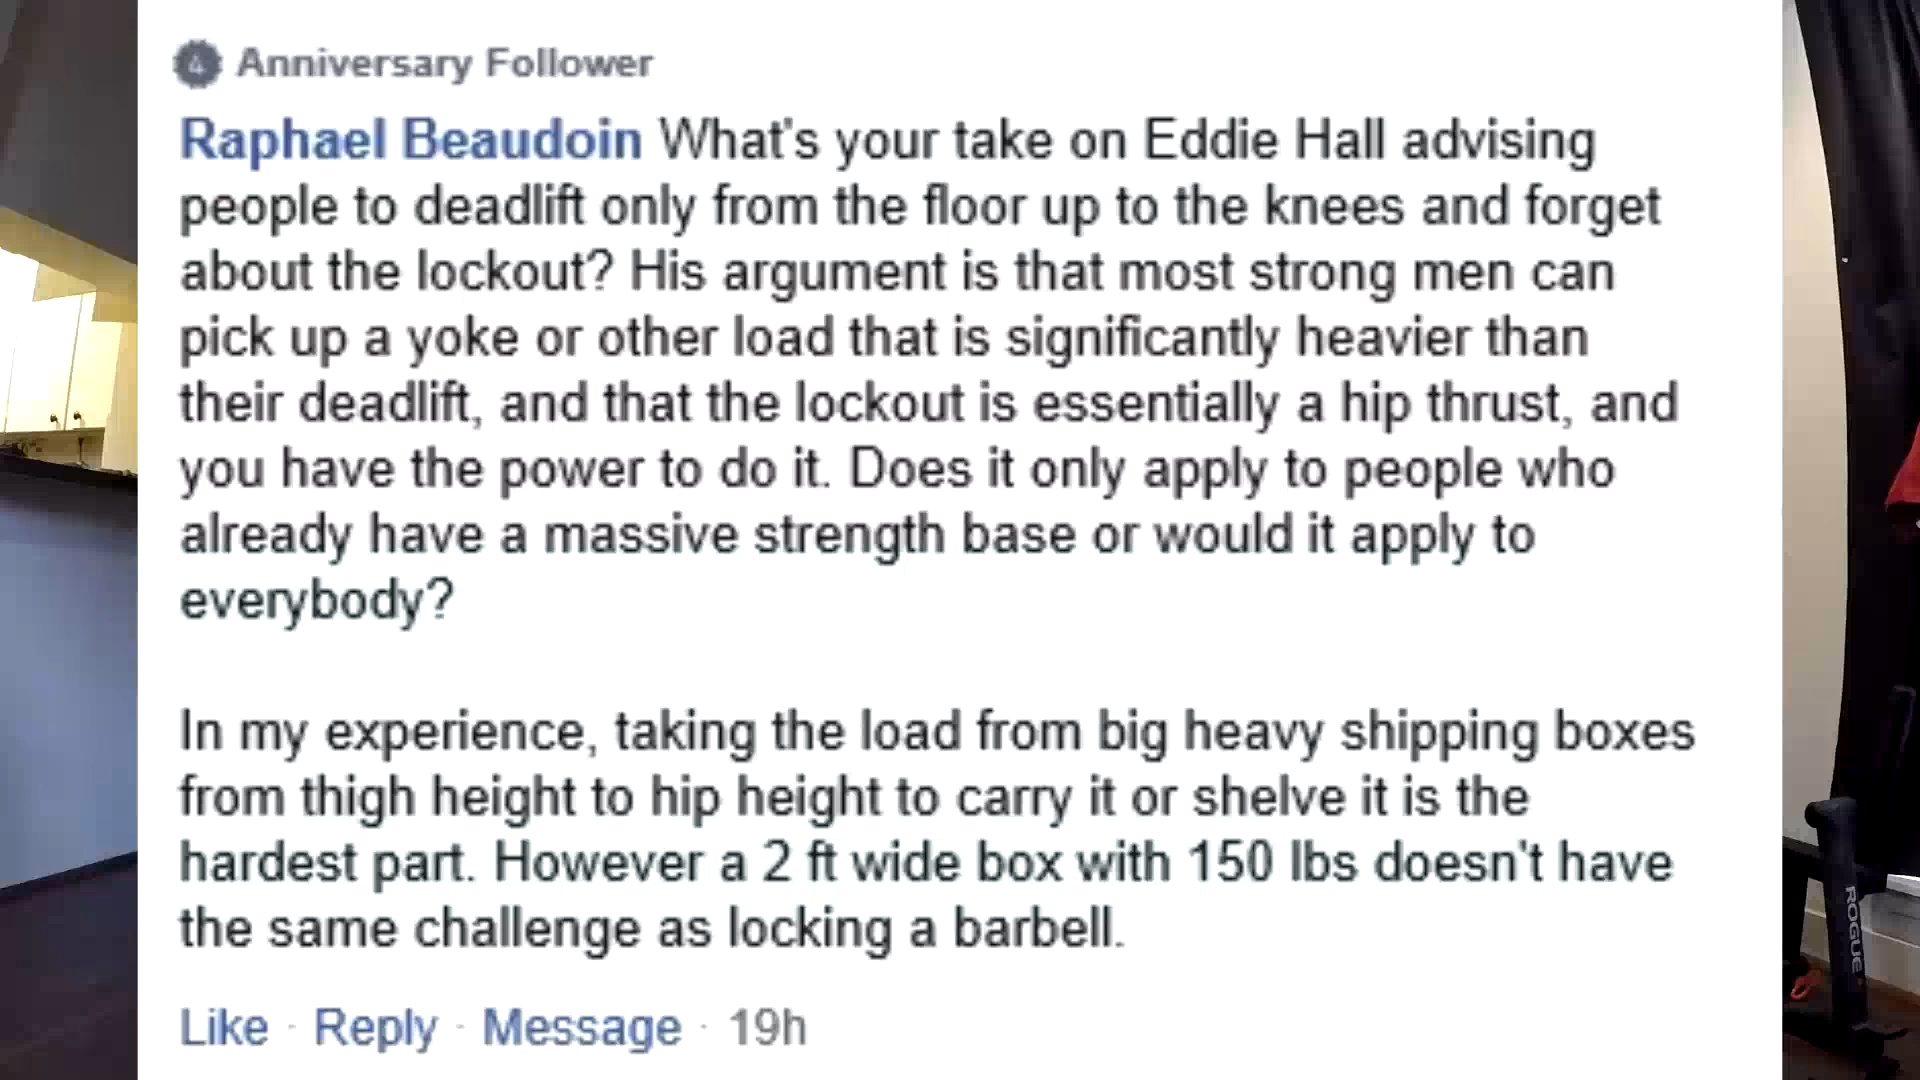 4 Anniversary Follower
Raphael Beaudoin What's your take on Eddie Hall advising
people to deadlift only from the floor up to the knees and forget
about the lockout? His argument is that most strong men can
pick up a yoke or other load that is significantly heavier than
their deadlift, and that the lockout is essentially a hip thrust, and
you have the power to do it. Does it only apply to people who
already have a massive strength base or would it apply to
everybody?
In my experience, taking the load from big heavy shipping boxes
from thigh height to hip height to carry it or shelve it is the
hardest part. However a 2 ft wide box with 150 lbs doesn't have
the same challenge as locking a barbell.
Like · Reply · Message · 19h
ROGUE